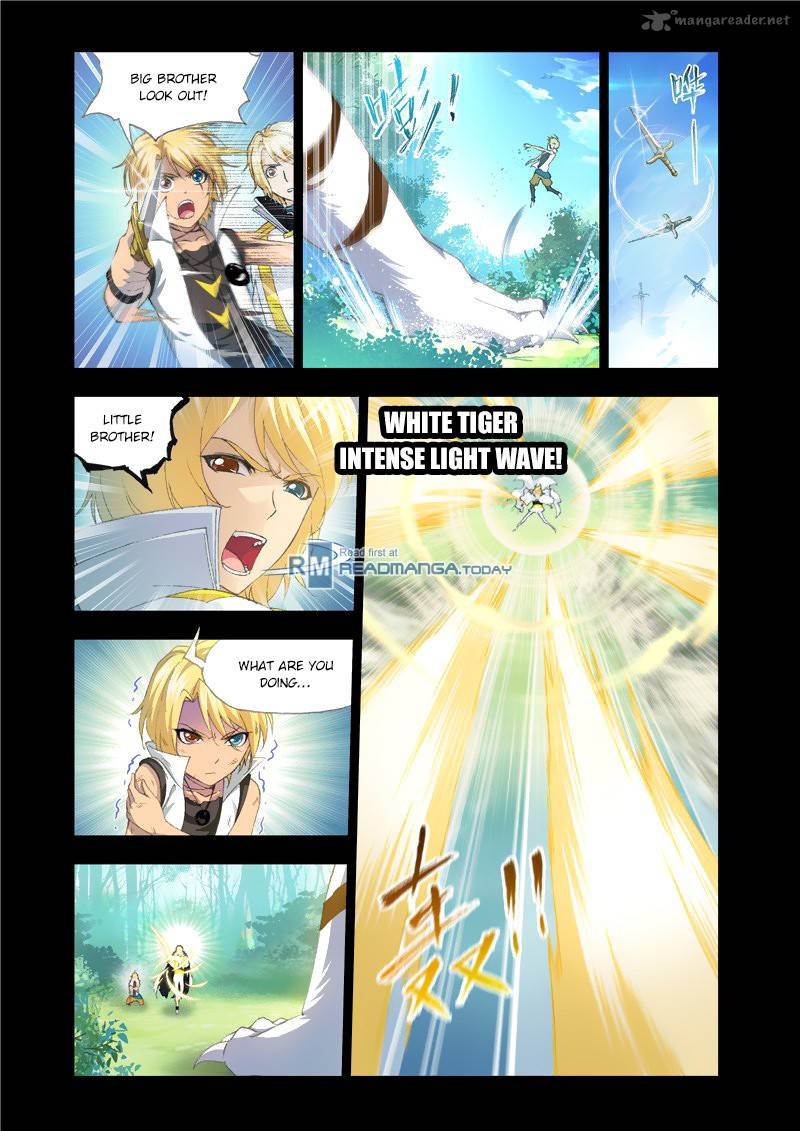 mangareader.net
BIG BROTHER
LOOK OUT!
嘭!
哗
LITTLE
BROTHER!
WHITE TIGER
INTENSE LIGHT WAVE!
RM
Read first at
READMANGA.TODAY
WHAT ARE YOU
DOING...
轰!!